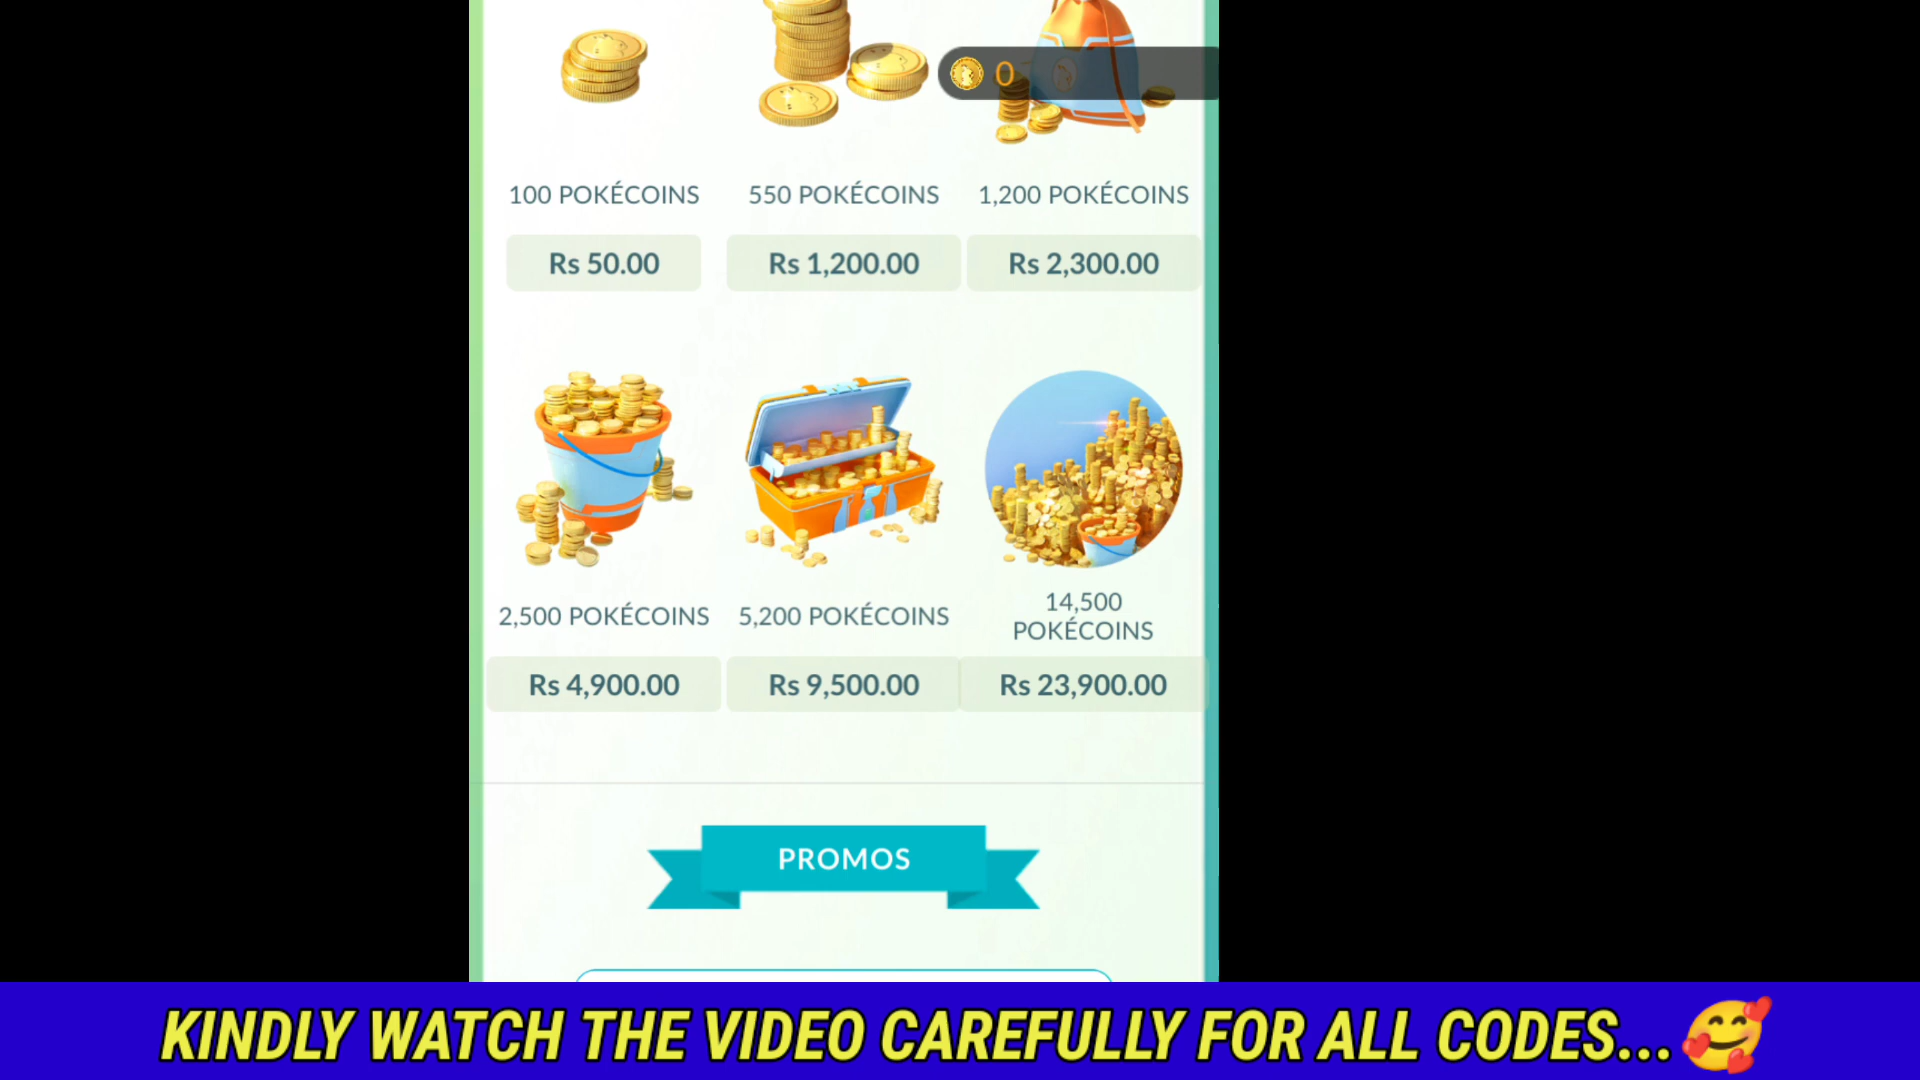 0
100 POKÉCOINS
550 POKÉCOINS
1,200 POKÉCOINS
Rs 50.00
Rs 1,200.00
Rs 2,300.00
2,500 POKÉCOINS
5,200 POKÉCOINS
14,500
POKÉCOINS
Rs 4,900.00
Rs 9,500.00
Rs 23,900.00
PROMOS
KINDLY WATCH THE VIDEO CAREFULLY FOR ALL CODES...🥰